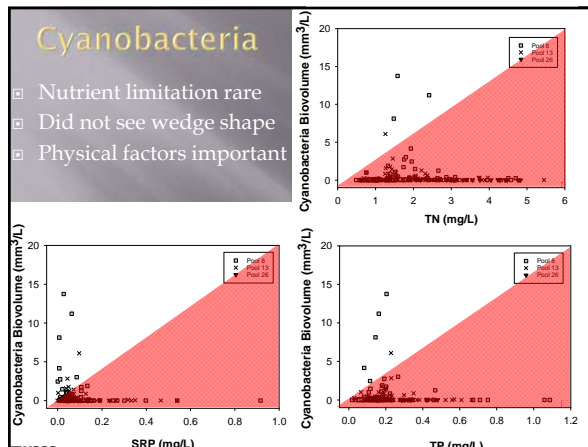 Cyanobacteria
Nutrient limitation rare
Did not see wedge shape
Physical factors important
Cyanobacteria Biovolume (mm³/L)
20
15
10
5
0
Pool 8
Pool 13
Pool 26
0 1 2 3 4 5 6
TN (mg/L)
Cyanobacteria Biovolume (mm³/L)
20
15
10
5
0
Pool 8
Pool 13
Pool 26
0.0 0.2 0.4 0.6 0.8 1.0
SRP (mg/L)
Cyanobacteria Biovolume (mm³/L)
20
15
10
5
0
Pool 8
Pool 13
Pool 26
0.0 0.2 0.4 0.6 0.8 1.0 1.2
TP (mg/L)